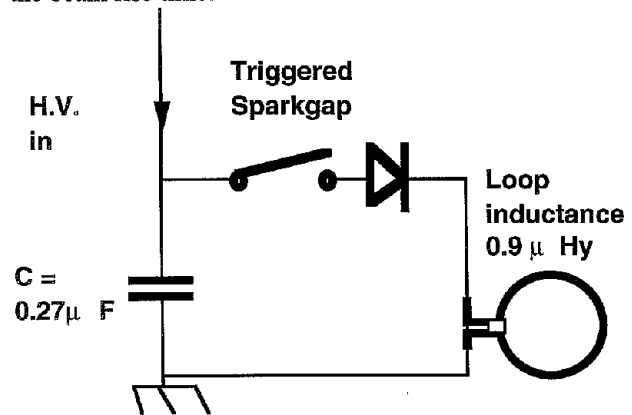 Triggered
Sparkgap
H.V.
in
Loop
inductance
0.9 μ Hy
C =
0.27μ F